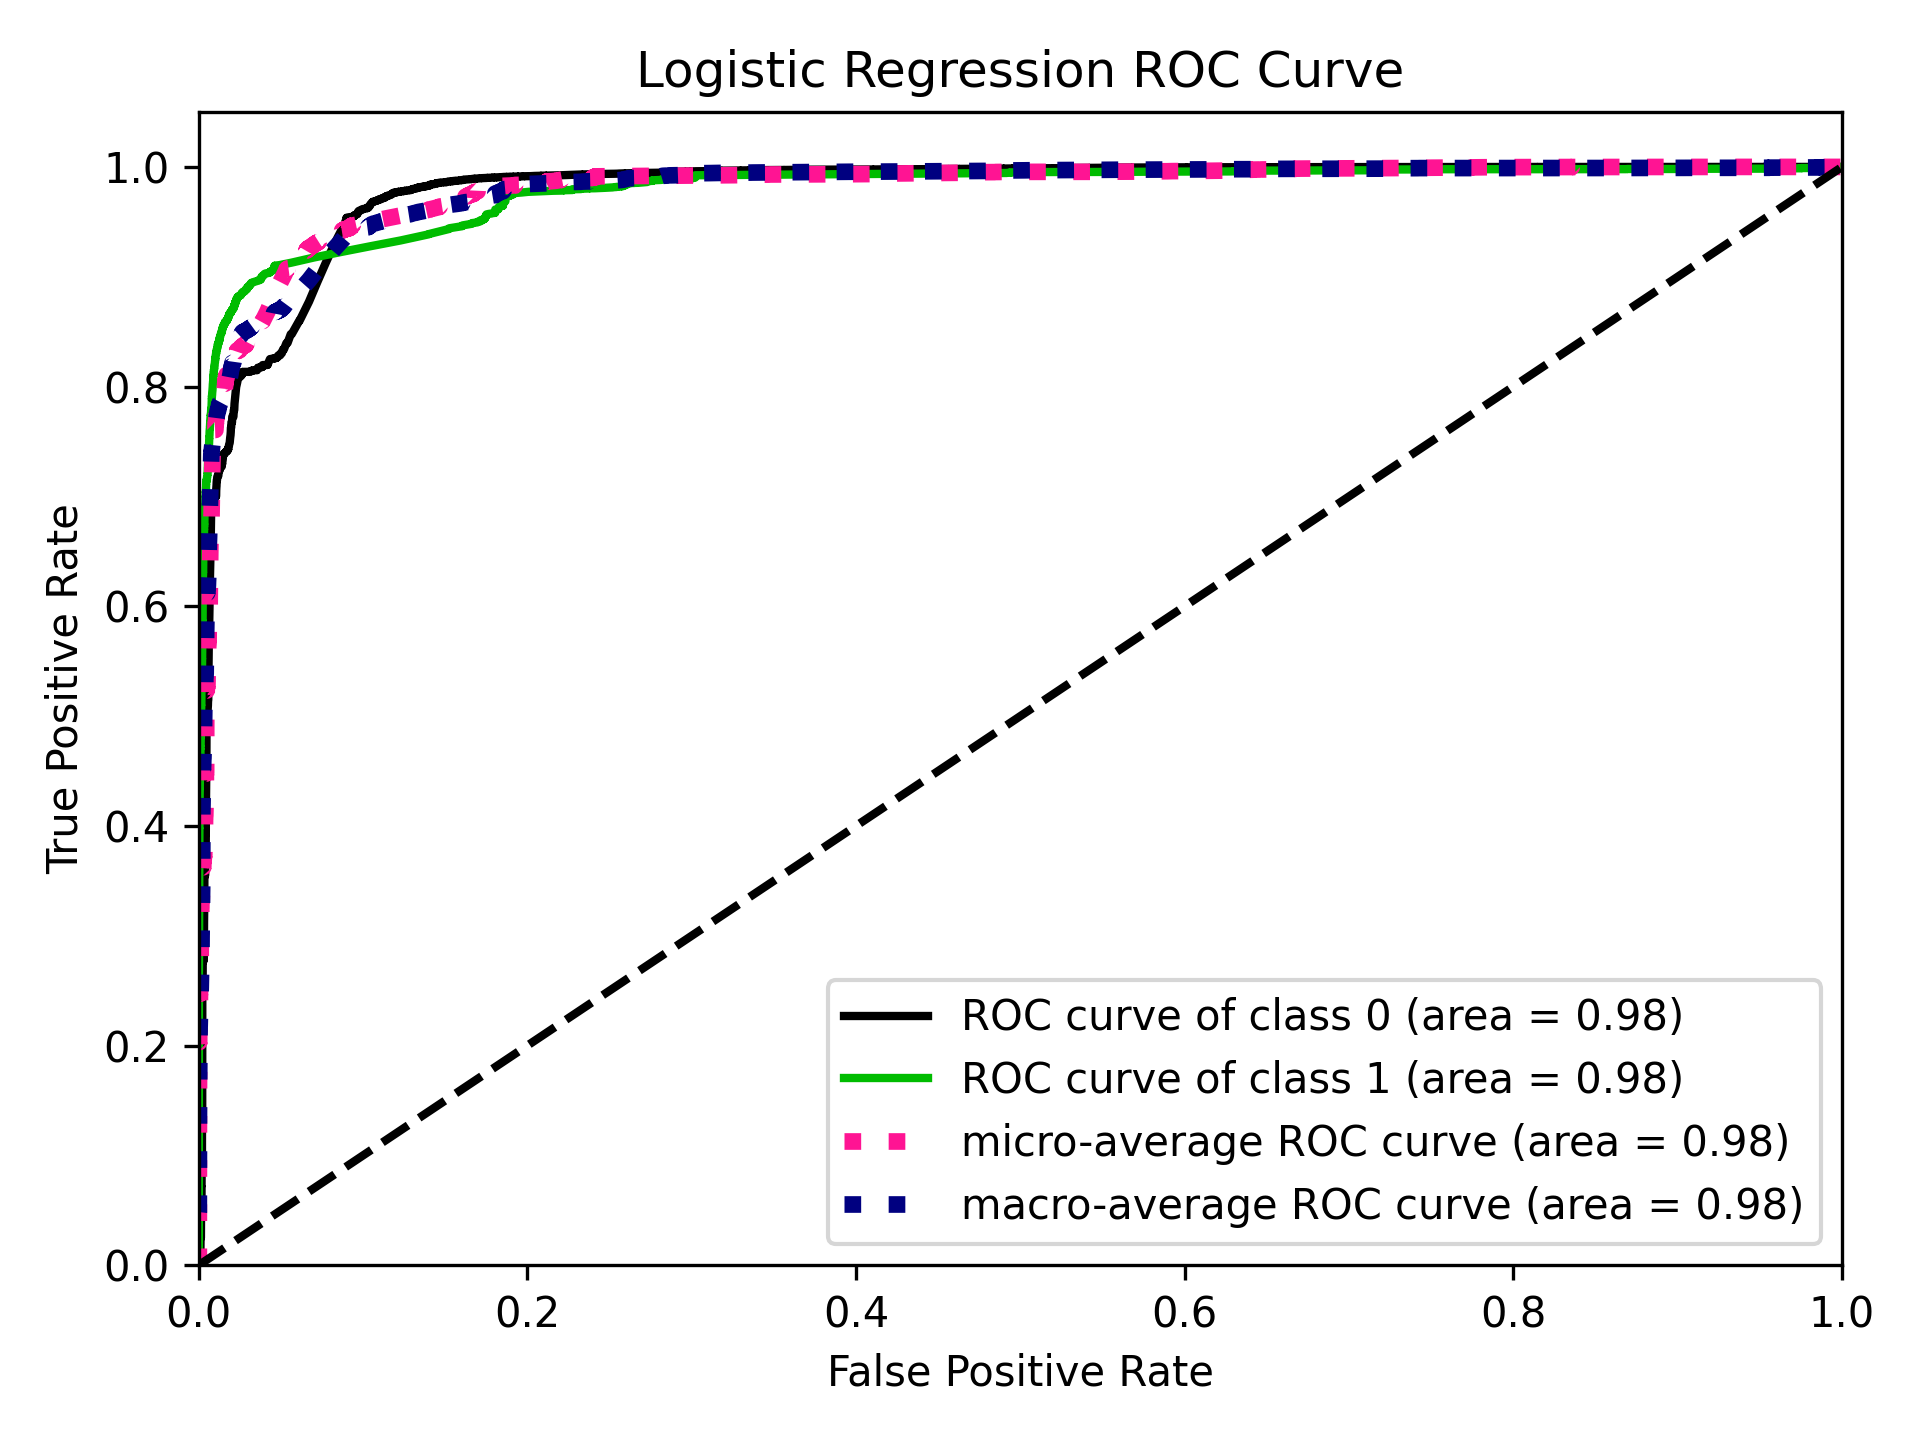 Logistic Regression ROC Curve
1.0
0.8
0.6
0.4
0.2
0.0
True Positive Rate
ROC curve of class 0 (area = 0.98)
ROC curve of class 1 (area = 0.98)
micro-average ROC curve (area = 0.98)
macro-average ROC curve (area = 0.98)
0.0 0.2 0.4 0.6 0.8 1.0
False Positive Rate